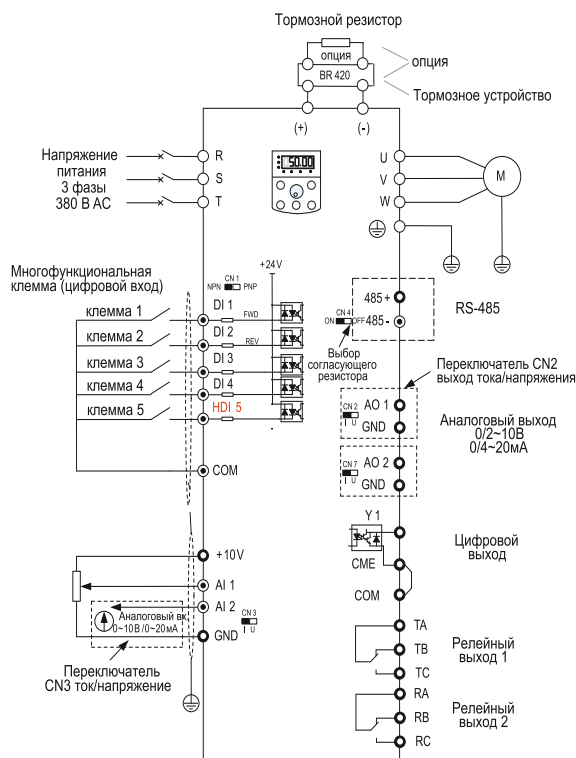 Тормозной резистор
опция
BR 420
опция
Тормозное устройство
(+)
(-)
Напряжение
питания
3 фазы
380 В AC
R
S
T
50.00
U
V
W
M
Многофункциональная
клемма (цифровой вход)
CN 1
NPN
PNP
+24V
клемма 1
DI 1
FWD
клемма 2
DI 2
REV
клемма 3
DI 3
клемма 4
DI 4
клемма 5
HDI 5
COM
485+
CN 4
ON
OFF
485-
RS-485
Выбор
согласующего
резистора
Переключатель CN2
выход тока/напряжения
CN 2
I U
AO 1
GND
CN 7
I U
AO 2
GND
Аналоговый выход
0/2~10В
0/4~20мА
Y 1
CME
COM
Цифровой
выход
+10V
AI 1
AI 2
Аналоговый вх.
0~10В/0~20мА
CN 3
I U
GND
Переключатель
CN3 ток/напряжение
TA
TB
TC
Релейный
выход 1
RA
RB
RC
Релейный
выход 2